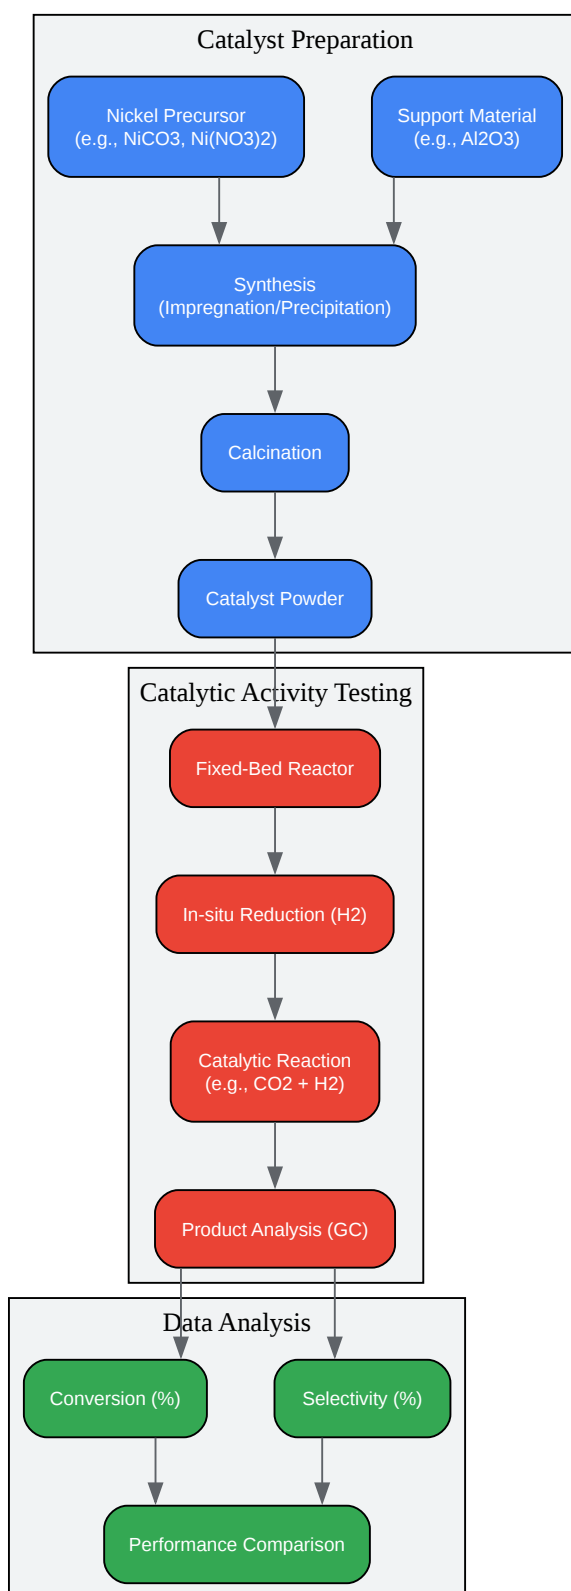 Catalyst Preparation
Nickel Precursor
(e.g., NiCO3, Ni(NO3)2)
Support Material
(e.g., Al2O3)
Synthesis
(Impregnation/Precipitation)
Calcination
Catalyst Powder
Catalytic Activity Testing
Fixed-Bed Reactor
In-situ Reduction (H2)
Catalytic Reaction
(e.g., CO2 + H2)
Product Analysis (GC)
Data Analysis
Conversion (%)
Selectivity (%)
Performance Comparison